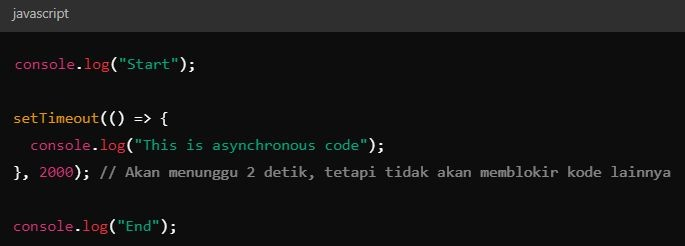 javascript
console.log("Start");
setTimeout(() => {
  console.log("This is asynchronous code");
}, 2000); // Akan menunggu 2 detik, tetapi tidak akan memblokir kode lainnya
console.log("End");